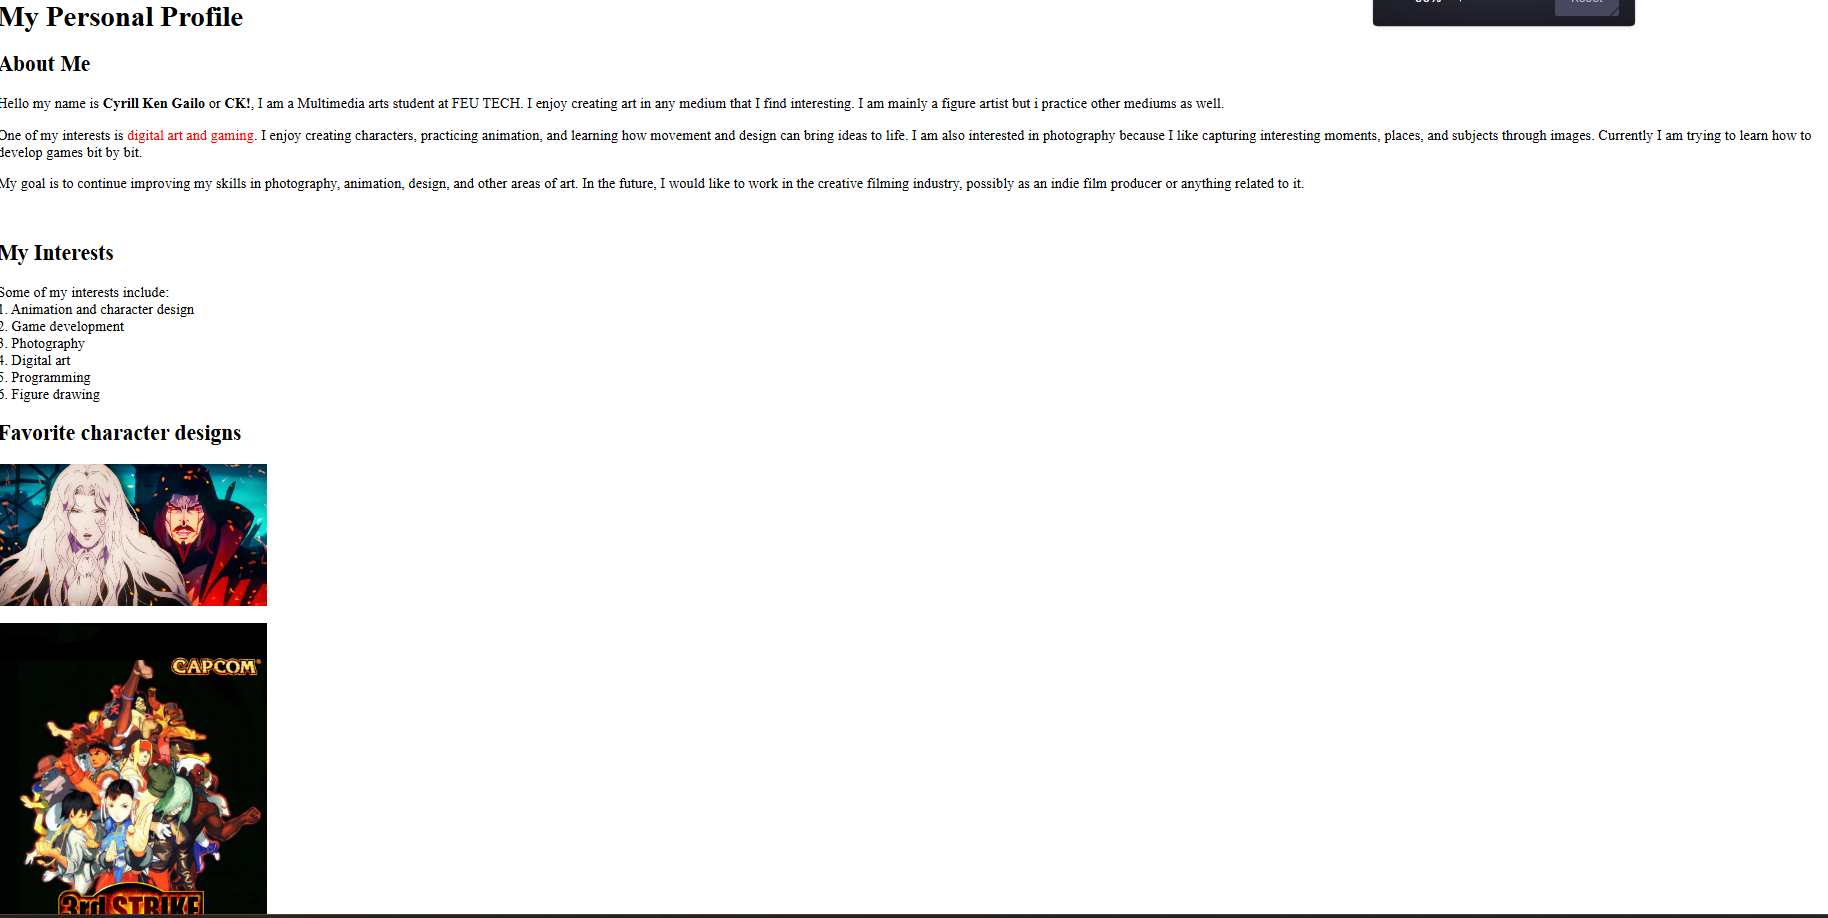 My Personal Profile
About Me
Hello my name is Cyrill Ken Gailo or CK!, I am a Multimedia arts student at FEU TECH. I enjoy creating art in any medium that I find interesting. I am mainly a figure artist but i practice other mediums as well.
One of my interests is digital art and gaming. I enjoy creating characters, practicing animation, and learning how movement and design can bring ideas to life. I am also interested in photography because I like capturing interesting moments, places, and subjects through images. Currently I am trying to learn how to
develop games bit by bit.
My goal is to continue improving my skills in photography, animation, design, and other areas of art. In the future, I would like to work in the creative filming industry, possibly as an indie film producer or anything related to it.
My Interests
Some of my interests include:
1. Animation and character design
2. Game development
3. Photography
4. Digital art
5. Programming
6. Figure drawing
Favorite character designs
CAPCOM
3rd STRIKE